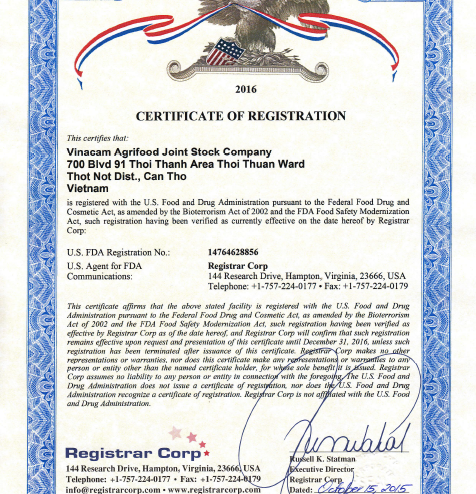 2016
CERTIFICATE OF REGISTRATION
This certifies that:
Vinacam Agrifood Joint Stock Company
700 Blvd 91 Thoi Thanh Area Thoi Thuan Ward
Thot Not Dist., Can Tho
Vietnam
is registered with the U.S. Food and Drug Administration pursuant to the Federal Food Drug and
Cosmetic Act, as amended by the Bioterrorism Act of 2002 and the FDA Food Safety Modernization
Act, such registration having been verified as currently effective on the date hereof by Registrar
Corp:
U.S. FDA Registration No.: 14764628856
U.S. Agent for FDA Registrar Corp
Communications: 144 Research Drive, Hampton, Virginia, 23666, USA
Telephone: +1-757-224-0177 • Fax: +1-757-224-0179
This certificate affirms that the above stated facility is registered with the U.S. Food and Drug
Administration pursuant to the Federal Food Drug and Cosmetic Act, as amended by the Bioterrorism
Act of 2002 and the FDA Food Safety Modernization Act, such registration having been verified as
effective by Registrar Corp as of the date hereof, and Registrar Corp will confirm that such registration
remains effective upon request and presentation of this certificate until December 31, 2016, unless such
registration has been terminated after issuance of this certificate. Registrar Corp makes no other
representations or warranties, nor does this certificate make any representations or warranties to any
person or entity other than the named certificate holder, for whose sole benefit it is issued. Registrar
Corp assumes no liability to any person or entity in connection with the foregoing. The U.S. Food and
Drug Administration does not issue a certificate of registration, nor does the U.S. Food and Drug
Administration recognize a certificate of registration. Registrar Corp is not affiliated with the U.S. Food
and Drug Administration.
Registrar Corp
144 Research Drive, Hampton, Virginia, 23666, USA
Telephone: +1-757-224-0177 • Fax: +1-757-224-0179
info@registrarcorp.com • www.registrarcorp.com
Russell K. Statman
Executive Director
Registrar Corp
Dated: October 15, 2015